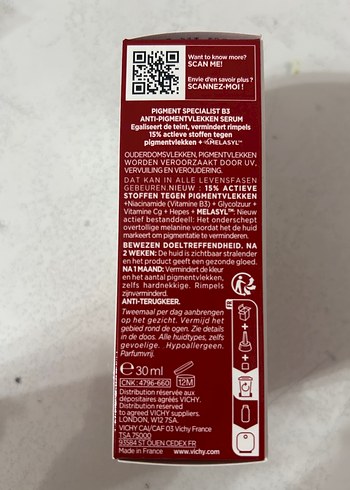 Want to know more?
SCAN ME!
Envie d'en savoir plus ?
SCANNEZ-MOI !
PIGMENT SPECIALIST B3
ANTI-PIGMENTVLEKKEN SERUM
Egaliseert de teint, vermindert rimpels
15% actieve stoffen tegen
pigmentvlekken + MELASYL™
OUDERDOMSVLEKKEN, PIGMENTVLEKKEN
WORDEN VEROORZAAKT DOOR UV,
VERVUILING EN VEROUDERING.
DAT KAN IN ALLE LEVENSFASEN
GEBEUREN. NIEUW : 15% ACTIEVE
STOFFEN TEGEN PIGMENTVLEKKEN
+Niacinamide (Vitamine B3) + Glycolzuur +
Vitamine Cg + Hepes + MELASYL™: Nieuw
actief bestanddeel: Het onderschept
overtollige melanine voordat het de huid
markeert om pigmentatie te verminderen.
BEWEZEN DOELTREFFENDHEID. NA
2 WEKEN: De huid is zichtbaar stralender
en het product geeft een gezonde gloed.
NA 1 MAAND: Vermindert de kleur
en het aantal pigmentvlekken,
zelfs hardnekkige. Rimpels
zijn verminderd.
ANTI-TERUGKEER.
Tweemaal per dag aanbrengen
op het gezicht. Vermijd het
gebied rond de ogen. Zie details
in de doos. Alle huidtypes, zelfs
gevoelige. Hypoallergeen.
Parfumvrij.
FR
℮ 30 ml
CNK : 4796-660 12M
Distribution réservée aux
dépositaires agréés VICHY.
Distribution reserved
to agreed VICHY suppliers.
LONDON, W12 7SA.
VICHY CAI/CAF 03 Vichy France
TSA 75000
93584 ST OUEN CEDEX FR
Made in France www.vichy.com